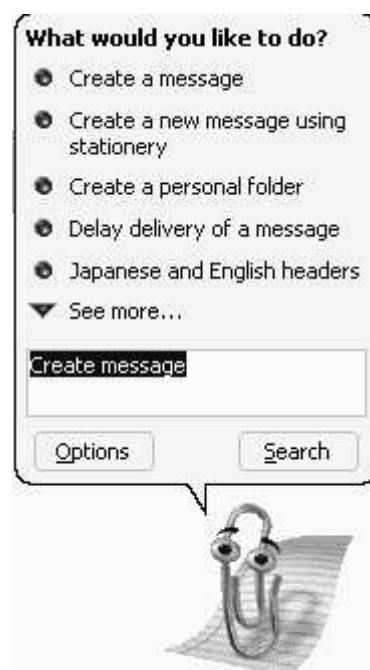 What would you like to do?
Create a message
Create a new message using
stationery
Create a personal folder
Delay delivery of a message
Japanese and English headers
See more...
Create message
Options
Search